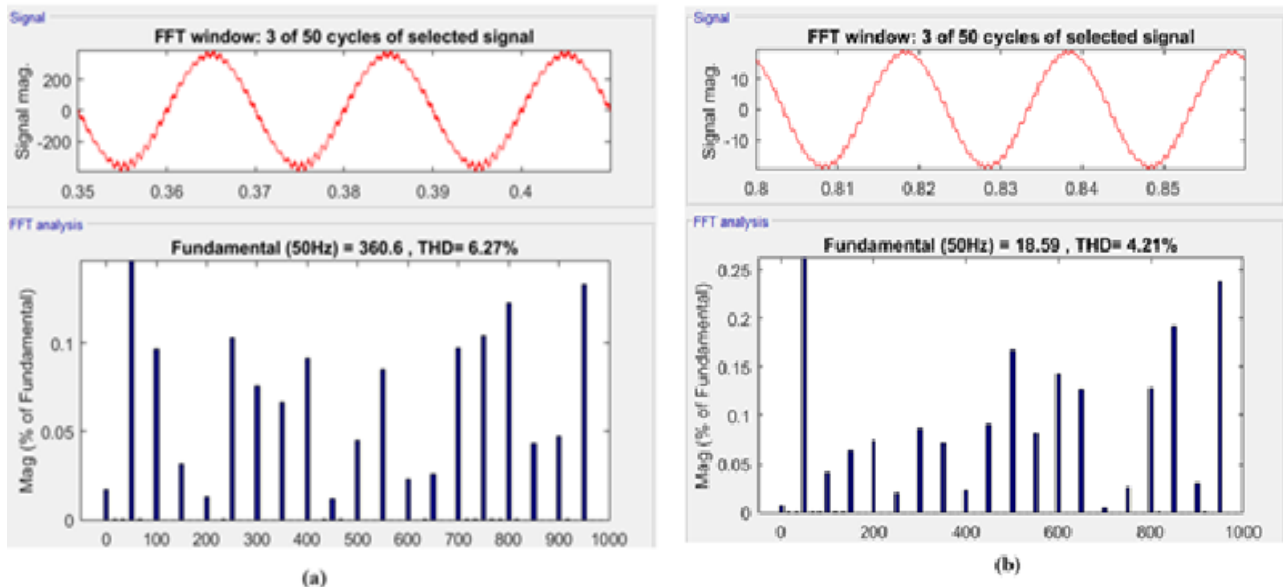 Signal
FFT window: 3 of 50 cycles of selected signal
Signal mag.
200
0
-200
0.35 0.36 0.37 0.38 0.39 0.4
FFT analysis
Fundamental (50Hz) = 360.6 , THD= 6.27%
Mag (% of Fundamental)
0.1
0.05
0
0 100 200 300 400 500 600 700 800 900 1000
(a)
Signal
FFT window: 3 of 50 cycles of selected signal
Signal mag.
10
0
-10
0.8 0.81 0.82 0.83 0.84 0.85
FFT analysis
Fundamental (50Hz) = 18.59 , THD= 4.21%
Mag (% of Fundamental)
0.25
0.2
0.15
0.1
0.05
0
0 200 400 600 800 1000
(b)